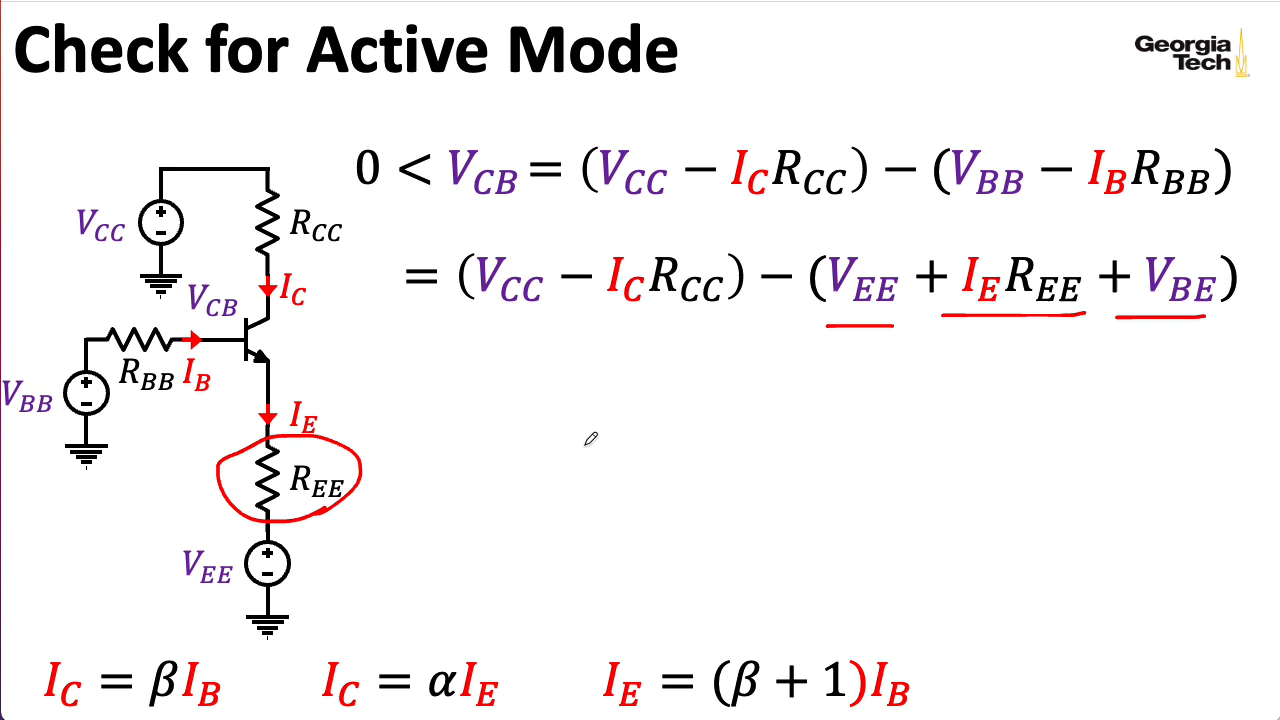 Check for Active Mode
Georgia
Tech
0 < V_CB = (V_CC − I_C R_CC) − (V_BB − I_B R_BB)
= (V_CC − I_C R_CC) − (V_EE + I_E R_EE + V_BE)
V_CC
R_CC
I_C
V_CB
R_BB I_B
V_BB
I_E
R_EE
V_EE
I_C = βI_B
I_C = αI_E
I_E = (β + 1)I_B